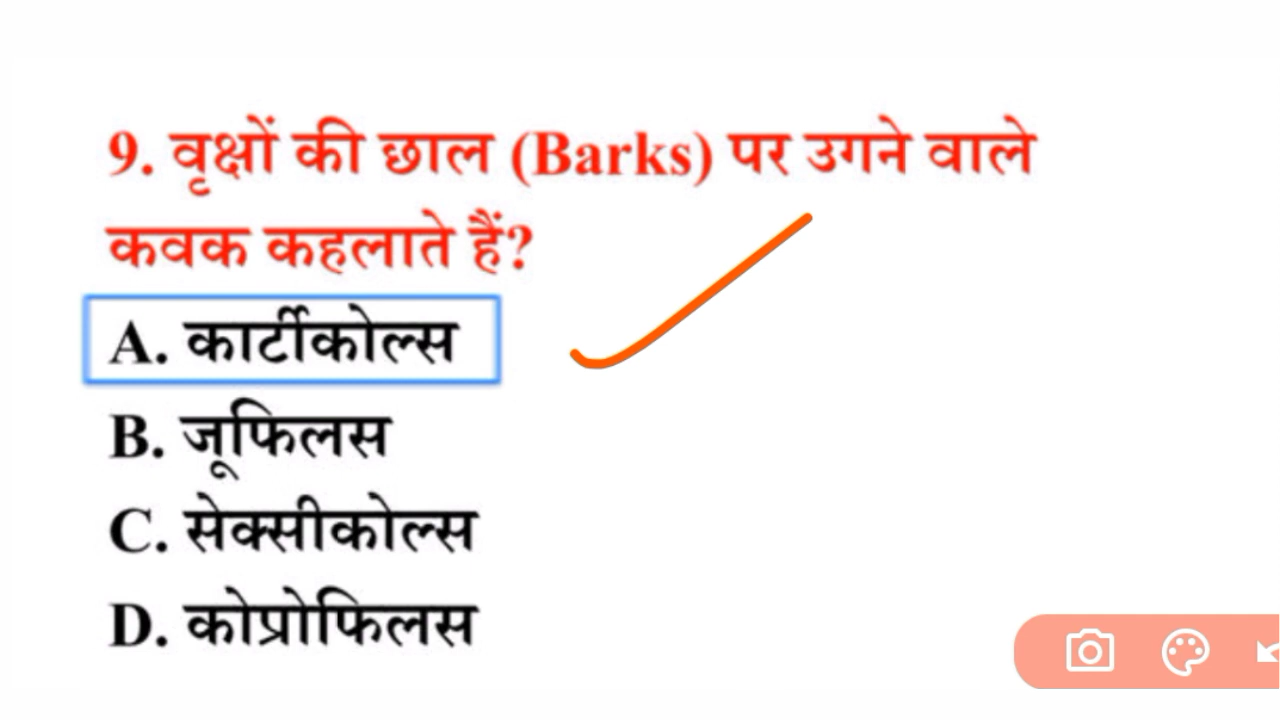 9. वृक्षों की छाल (Barks) पर उगने वाले
कवक कहलाते हैं?
A. कार्टीकोल्स
B. जूफिलस
C. सेक्सीकोल्स
D. कोप्रोफिलस